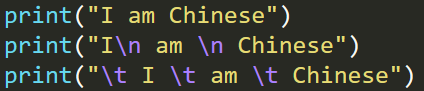 print("I am Chinese")
print("I\n am \n Chinese")
print("\t I \t am \t Chinese")